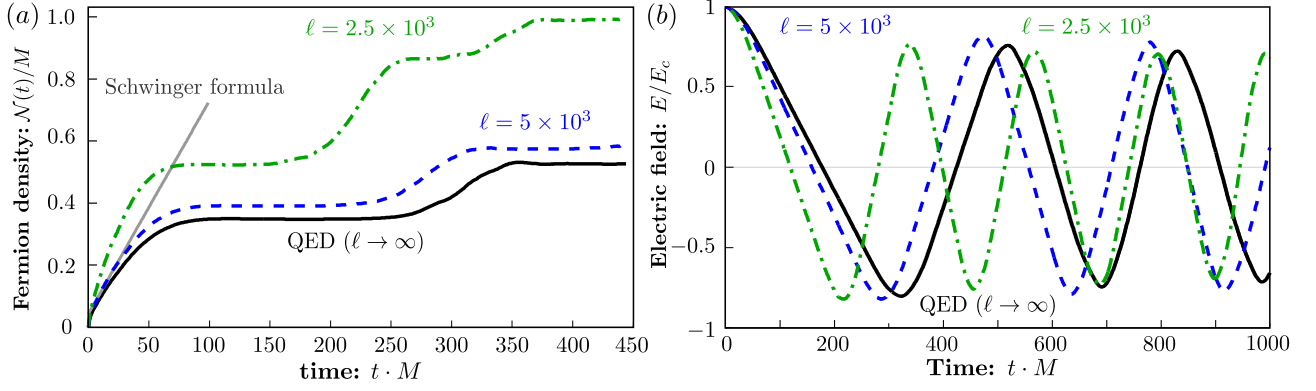 (a)
Fermion density: 𝒩(t)/M
1.0
0.8
0.6
0.4
0.2
0
ℓ = 2.5 × 10³
Schwinger formula
ℓ = 5 × 10³
QED (ℓ → ∞)
0 50 100 150 200 250 300 350 400 450
time: t · M
(b)
Electric field: E/E_c
1
0.5
0
−0.5
−1
ℓ = 5 × 10³ ℓ = 2.5 × 10³
QED (ℓ → ∞)
0 200 400 600 800 1000
Time: t · M